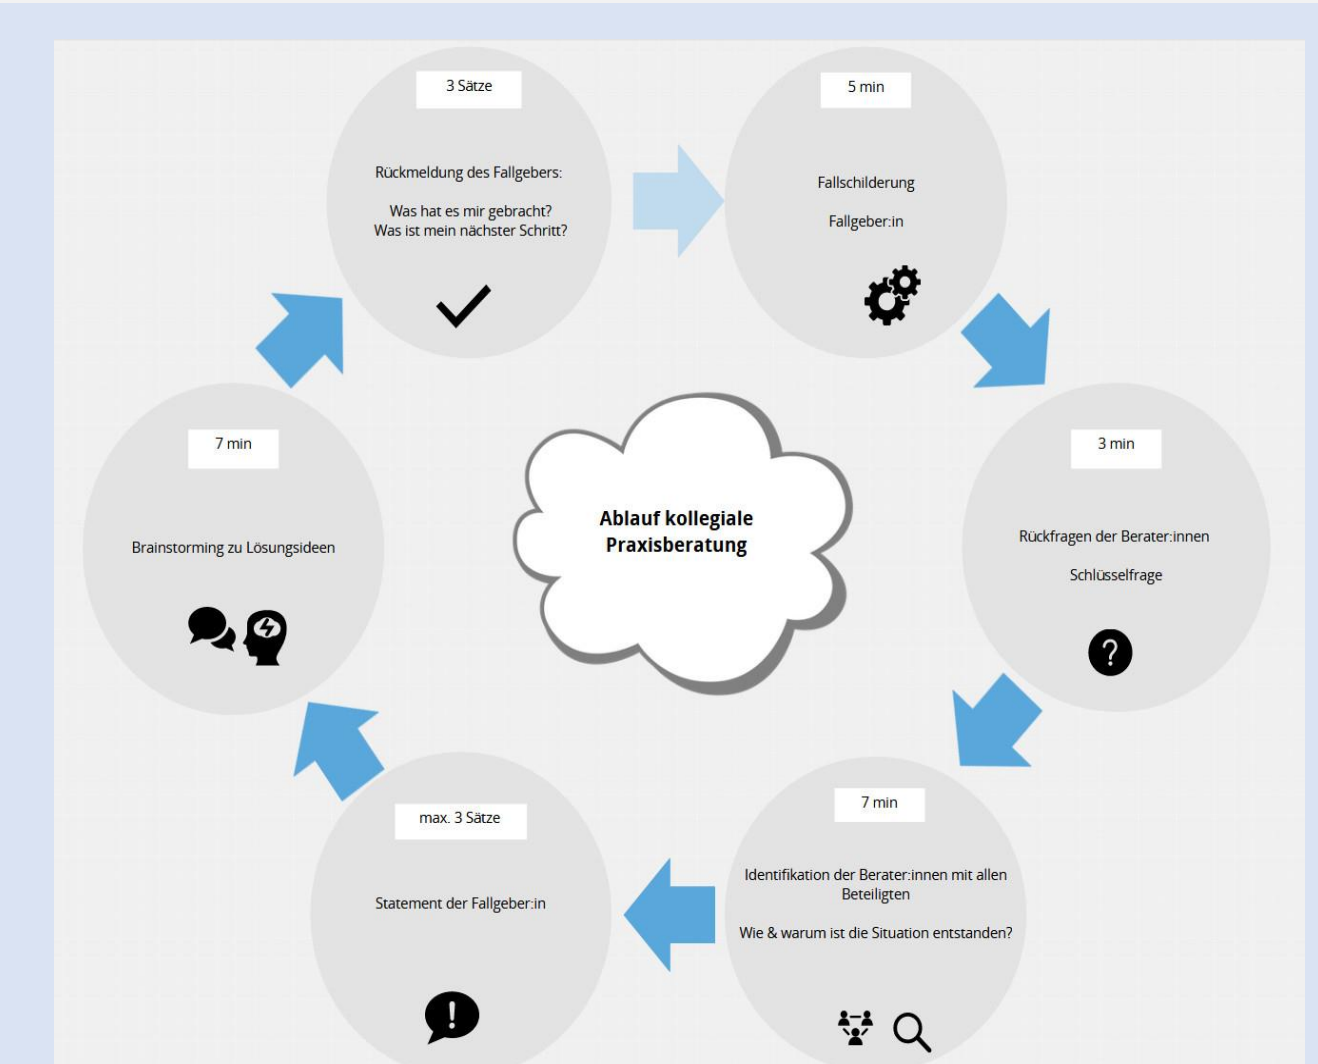 3 Sätze
Rückmeldung des Fallgebers:
Was hat es mir gebracht?
Was ist mein nächster Schritt?
5 min
Fallschilderung
Fallgeber:in
3 min
Rückfragen der Berater:innen
Schlüsselfrage
7 min
Identifikation der Berater:innen mit allen
Beteiligten
Wie & warum ist die Situation entstanden?
max. 3 Sätze
Statement der Fallgeber:in
7 min
Brainstorming zu Lösungsideen
Ablauf kollegiale
Praxisberatung